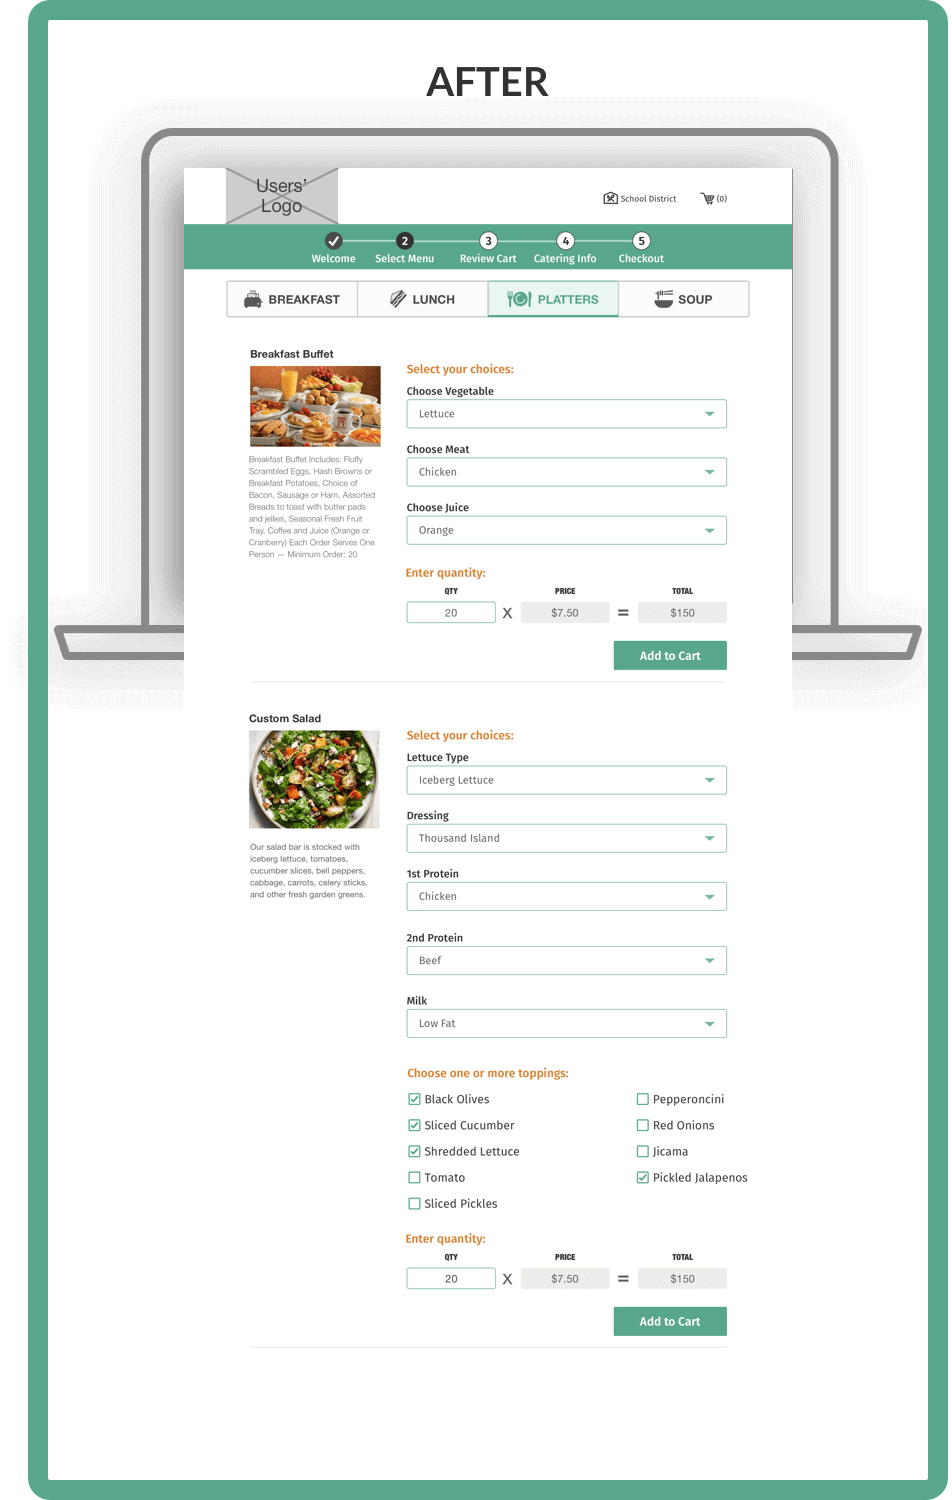 AFTER
Users'
Logo
School District
(0)
2 3 4 5
Welcome Select Menu Review Cart Catering Info Checkout
BREAKFAST LUNCH PLATTERS SOUP
Breakfast Buffet
Breakfast Buffet Includes: Fluffy
Scrambled Eggs, Hash Browns or
Breakfast Potatoes, Choice of
Bacon, Sausage or Ham, Assorted
Breads to toast with butter pads
and jellies, Seasonal Fresh Fruit
Tray, Coffee and Juice (Orange or
Cranberry) Each Order Serves One
Person — Minimum Order: 20
Select your choices:
Choose Vegetable
Lettuce
Choose Meat
Chicken
Choose Juice
Orange
Enter quantity:
QTY PRICE TOTAL
20 X $7.50 = $150
Add to Cart
Custom Salad
Our salad bar is stocked with
iceberg lettuce, tomatoes,
cucumber slices, bell peppers,
cabbage, carrots, celery sticks,
and other fresh garden greens.
Select your choices:
Lettuce Type
Iceberg Lettuce
Dressing
Thousand Island
1st Protein
Chicken
2nd Protein
Beef
Milk
Low Fat
Choose one or more toppings:
Black Olives Pepperoncini
Sliced Cucumber Red Onions
Shredded Lettuce Jicama
Tomato Pickled Jalapenos
Sliced Pickles
Enter quantity:
QTY PRICE TOTAL
20 X $7.50 = $150
Add to Cart